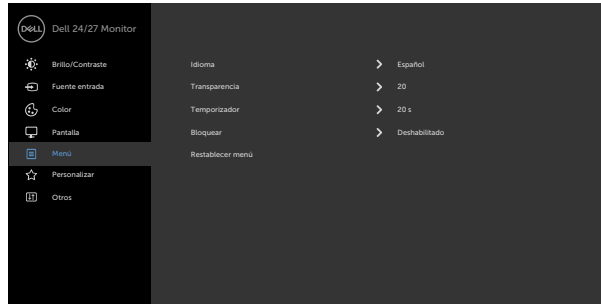 DELL Dell 24/27 Monitor
Brillo/Contraste
Idioma Español
Fuente entrada
Transparencia 20
Color
Temporizador 20 s
Pantalla
Bloquear Deshabilitado
Menú
Restablecer menú
Personalizar
Otros